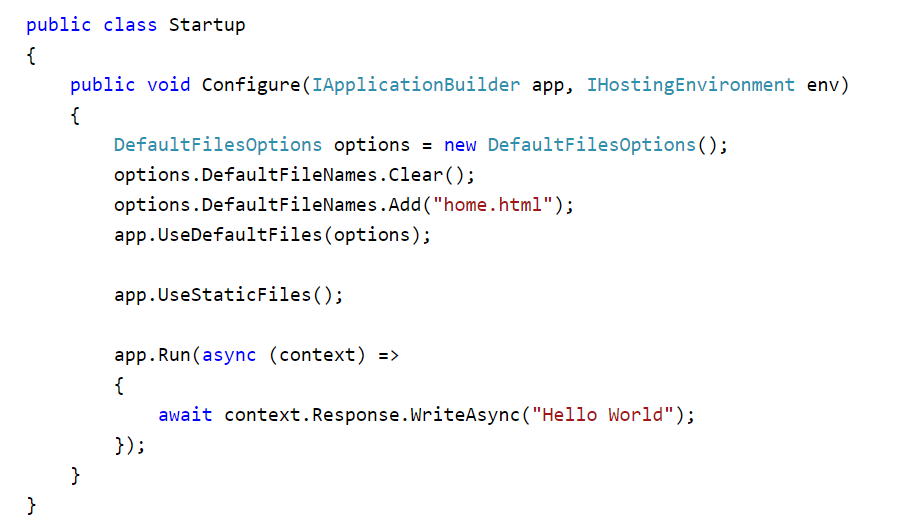 public class Startup
{
    public void Configure(IApplicationBuilder app, IHostingEnvironment env)
    {
        DefaultFilesOptions options = new DefaultFilesOptions();
        options.DefaultFileNames.Clear();
        options.DefaultFileNames.Add("home.html");
        app.UseDefaultFiles(options);

        app.UseStaticFiles();

        app.Run(async (context) =>
        {
            await context.Response.WriteAsync("Hello World");
        });
    }
}